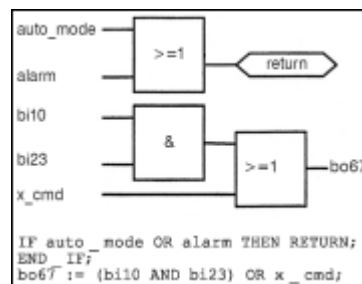 auto_mode
>=1
return
alarm
bi10
&
bi23
>=1
bo67
x_cmd
IF auto_mode OR alarm THEN RETURN;
END_IF;
bo67 := (bi10 AND bi23) OR x_cmd;